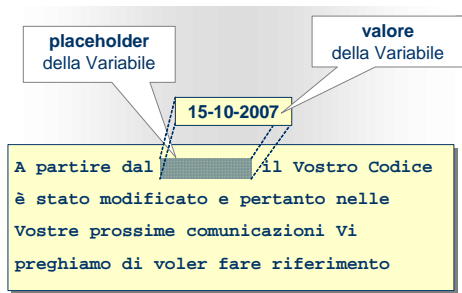 placeholder
della Variabile
valore
della Variabile
15-10-2007
A partire dal il Vostro Codice
è stato modificato e pertanto nelle
Vostre prossime comunicazioni Vi
preghiamo di voler fare riferimento